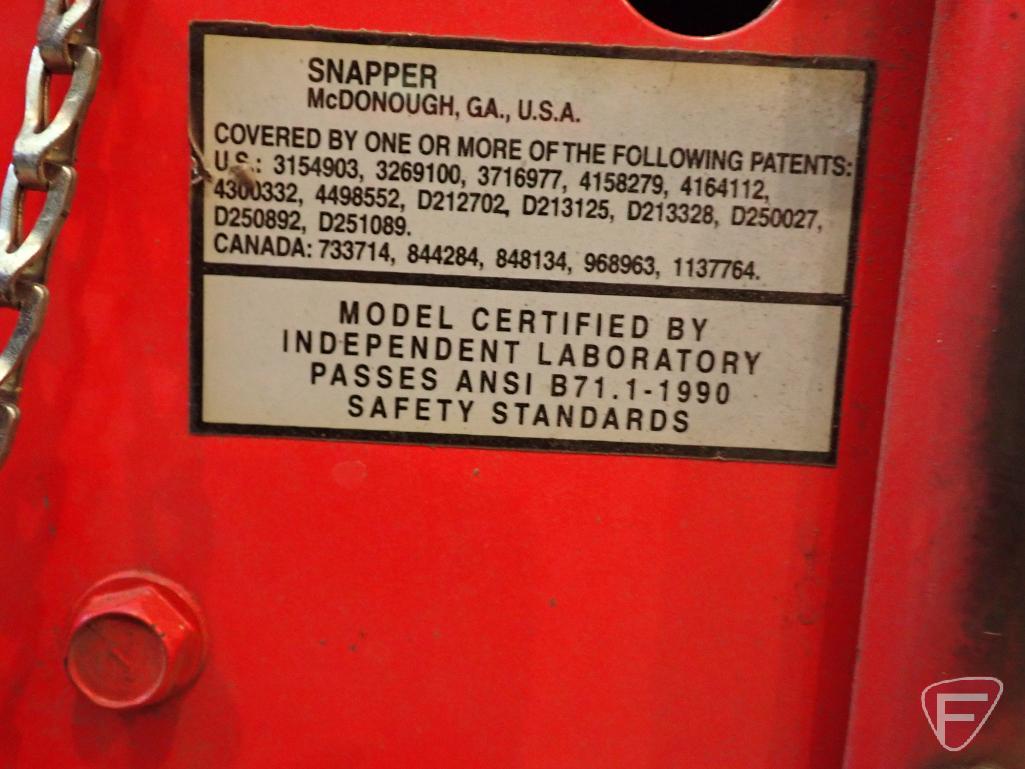 SNAPPER
McDONOUGH, GA., U.S.A.
COVERED BY ONE OR MORE OF THE FOLLOWING PATENTS:
U.S.: 3154903, 3269100, 3716977, 4158279, 4164112,
4300332, 4498552, D212702, D213125, D213328, D250027,
D250892, D251089.
CANADA: 733714, 844284, 848134, 968963, 1137764.
MODEL CERTIFIED BY
INDEPENDENT LABORATORY
PASSES ANSI B71.1-1990
SAFETY STANDARDS
F